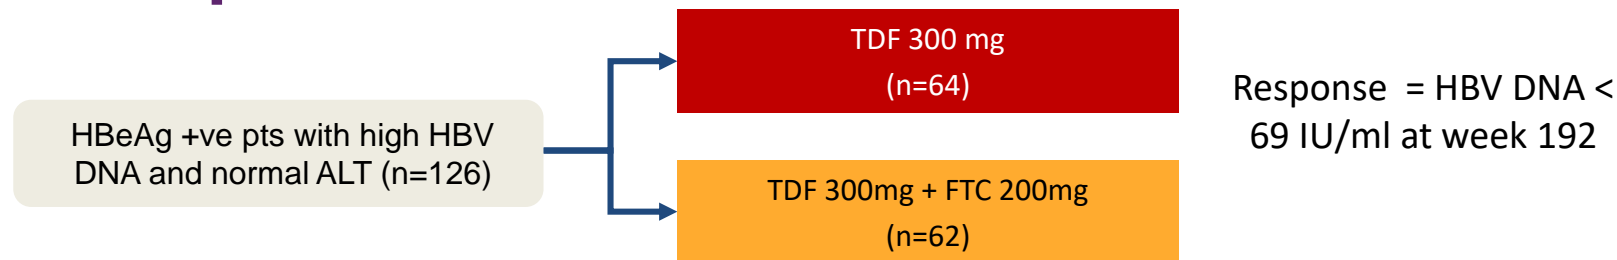 HBeAg +ve pts with high HBV
DNA and normal ALT (n=126)
TDF 300 mg
(n=64)
TDF 300mg + FTC 200mg
(n=62)
Response = HBV DNA <
69 IU/ml at week 192